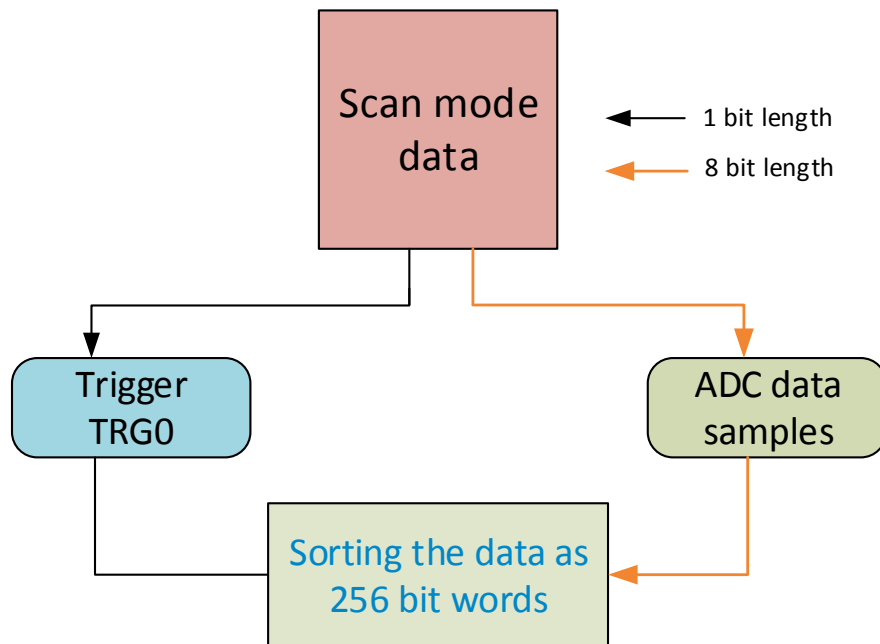 Scan mode
data
1 bit length
8 bit length
Trigger
TRG0
ADC data
samples
Sorting the data as
256 bit words